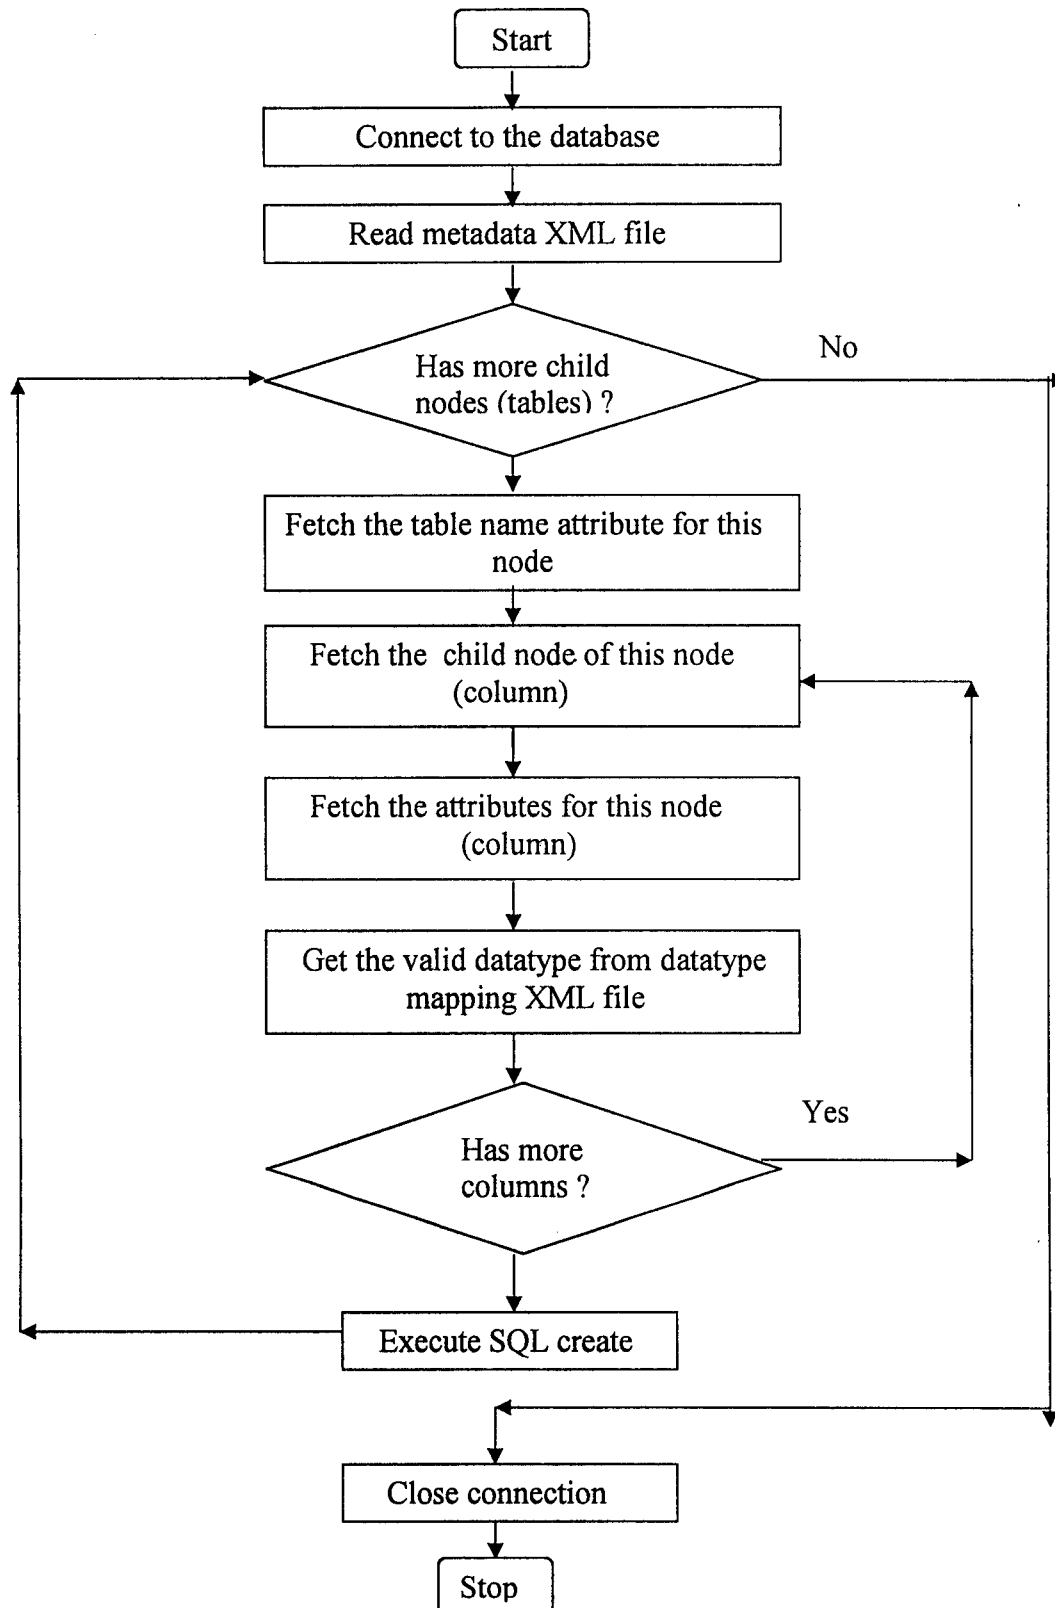 Start
Connect to the database
Read metadata XML file
No
Has more child
nodes (tables) ?
Fetch the table name attribute for this
node
Fetch the child node of this node
(column)
Fetch the attributes for this node
(column)
Get the valid datatype from datatype
mapping XML file
Yes
Has more
columns ?
Execute SQL create
Close connection
Stop